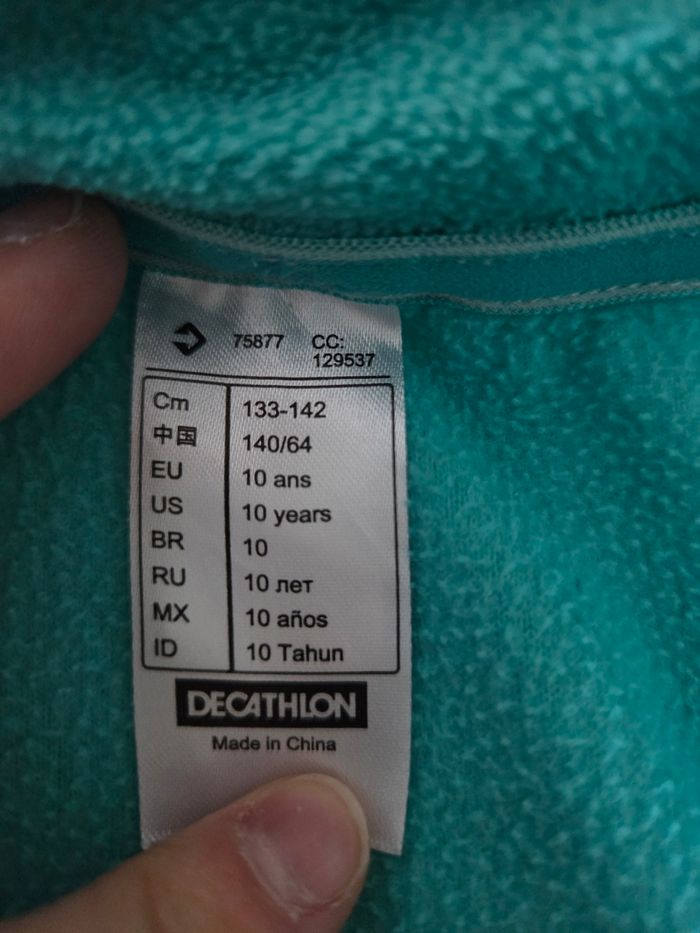 75877 CC:
129537
Cm 133-142
中国 140/64
EU 10 ans
US 10 years
BR 10
RU 10 лет
MX 10 años
ID 10 Tahun
DECATHLON
Made in China